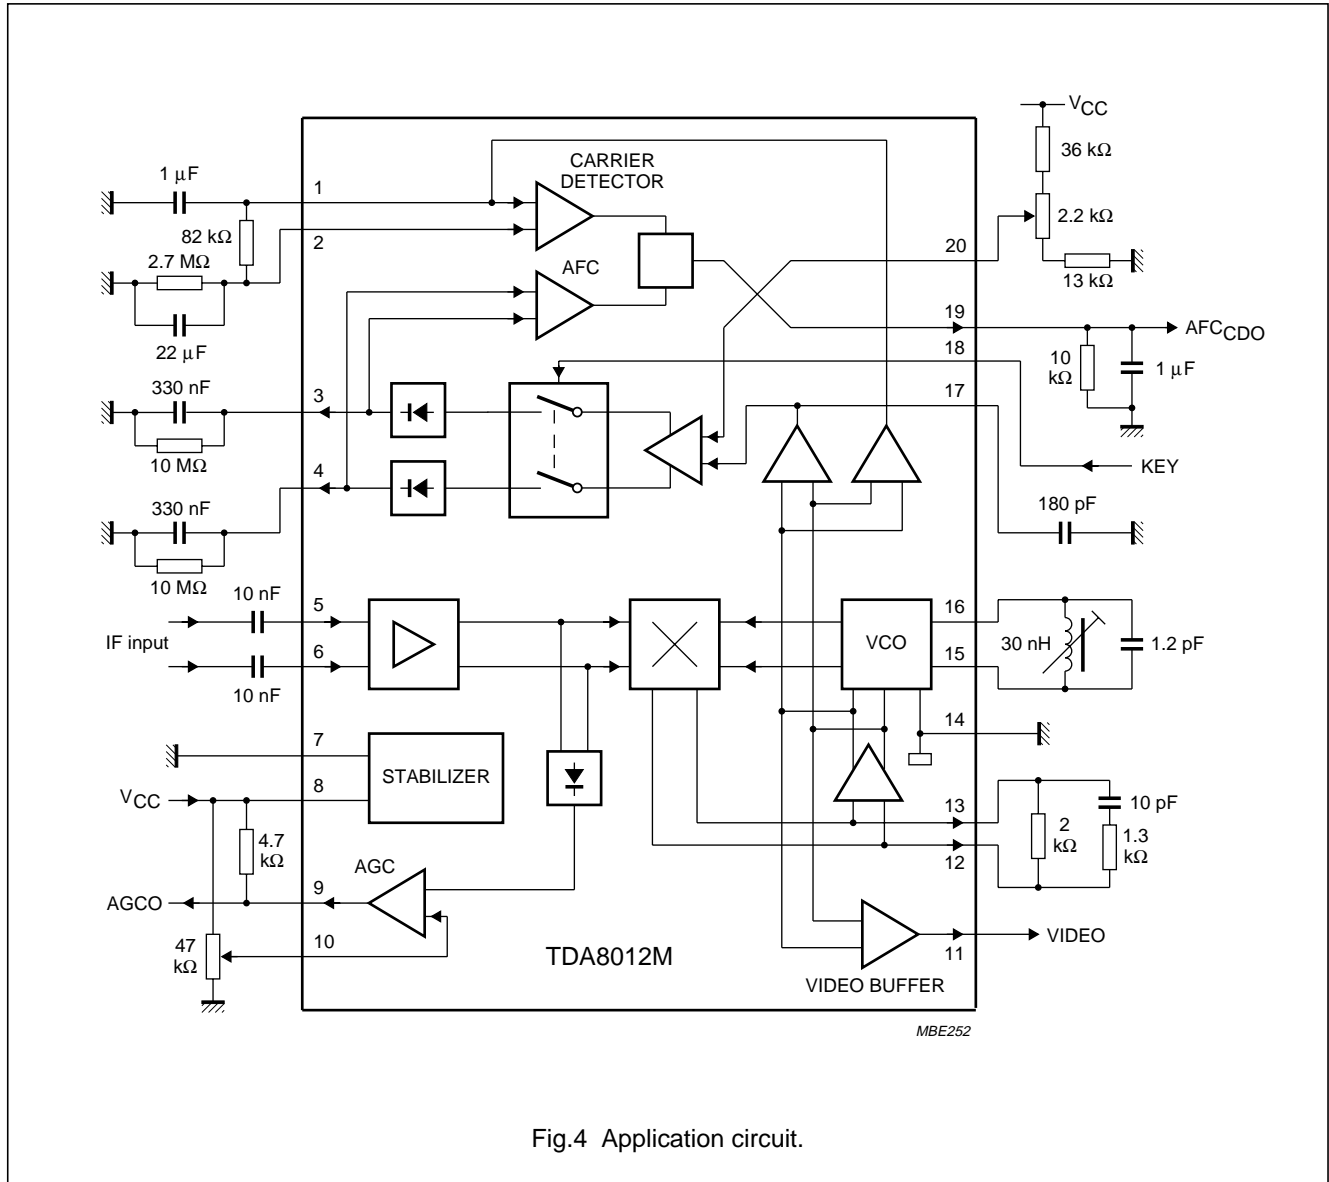 VCC
36 kΩ
2.2 kΩ
13 kΩ
20
CARRIER
DETECTOR
1 μF
1
82 kΩ
2
2.7 MΩ
22 μF
AFC
19
AFCCDO
18
10
kΩ
1 μF
17
330 nF
3
10 MΩ
4
KEY
330 nF
10 MΩ
180 pF
10 nF
5
IF input
6
10 nF
VCO
16
15
30 nH
1.2 pF
14
7
STABILIZER
VCC
8
4.7
kΩ
13
10 pF
2
kΩ
1.3
kΩ
12
AGC
AGCO
9
10
47
kΩ
TDA8012M
VIDEO
11
VIDEO BUFFER
MBE252
Fig.4 Application circuit.